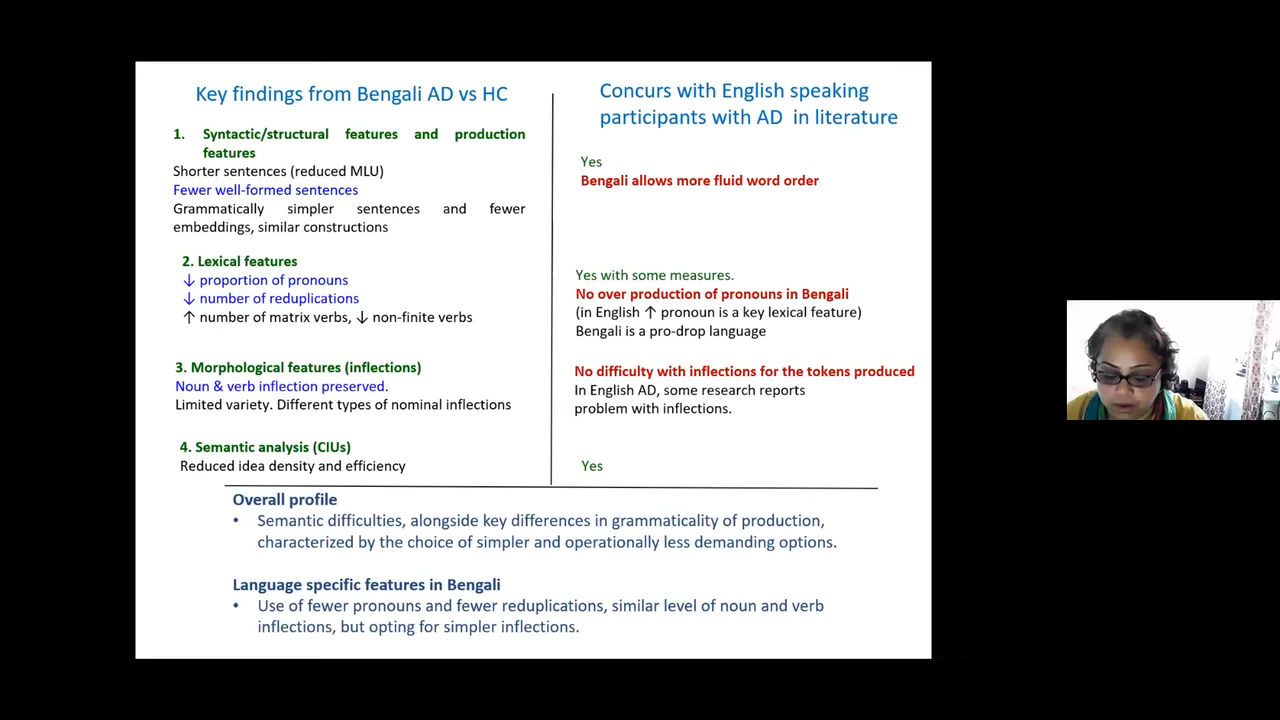 Key findings from Bengali AD vs HC
1. Syntactic/structural features and production
features
Shorter sentences (reduced MLU)
Fewer well-formed sentences
Grammatically simpler sentences and fewer
embeddings, similar constructions
2. Lexical features
↓ proportion of pronouns
↓ number of reduplications
↑ number of matrix verbs, ↓ non-finite verbs
3. Morphological features (inflections)
Noun & verb inflection preserved.
Limited variety. Different types of nominal inflections
4. Semantic analysis (CIUs)
Reduced idea density and efficiency
Concurs with English speaking
participants with AD in literature
Yes
Bengali allows more fluid word order
Yes with some measures.
No over production of pronouns in Bengali
(in English ↑ pronoun is a key lexical feature)
Bengali is a pro-drop language
No difficulty with inflections for the tokens produced
In English AD, some research reports
problem with inflections.
Yes
Overall profile
• Semantic difficulties, alongside key differences in grammaticality of production,
characterized by the choice of simpler and operationally less demanding options.
Language specific features in Bengali
• Use of fewer pronouns and fewer reduplications, similar level of noun and verb
inflections, but opting for simpler inflections.